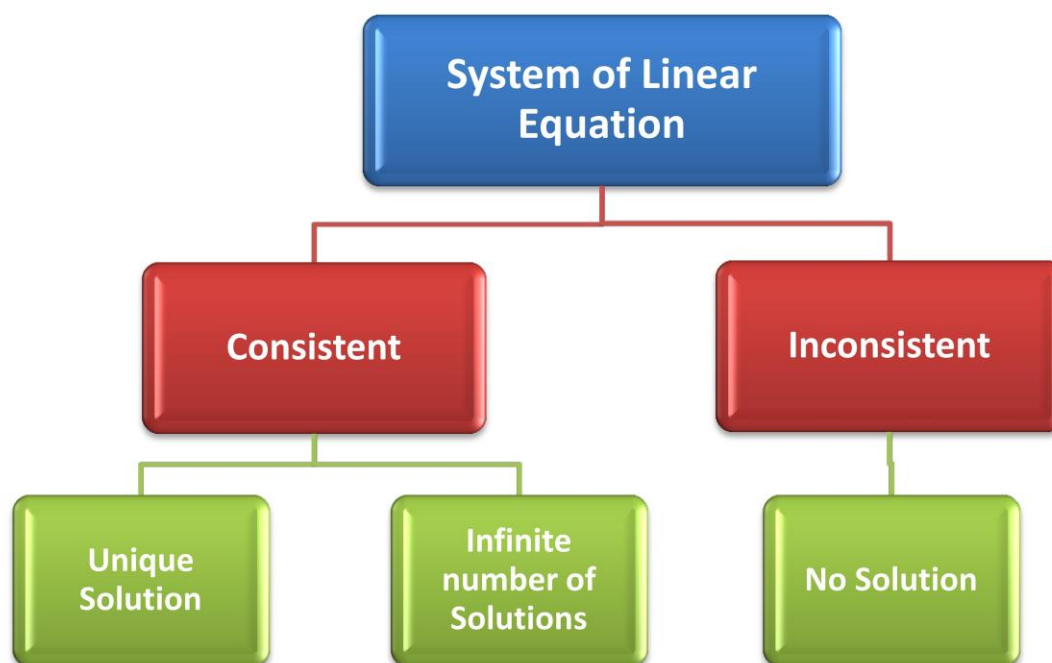 System of Linear
Equation
Consistent
Inconsistent
Unique
Solution
Infinite
number of
Solutions
No Solution